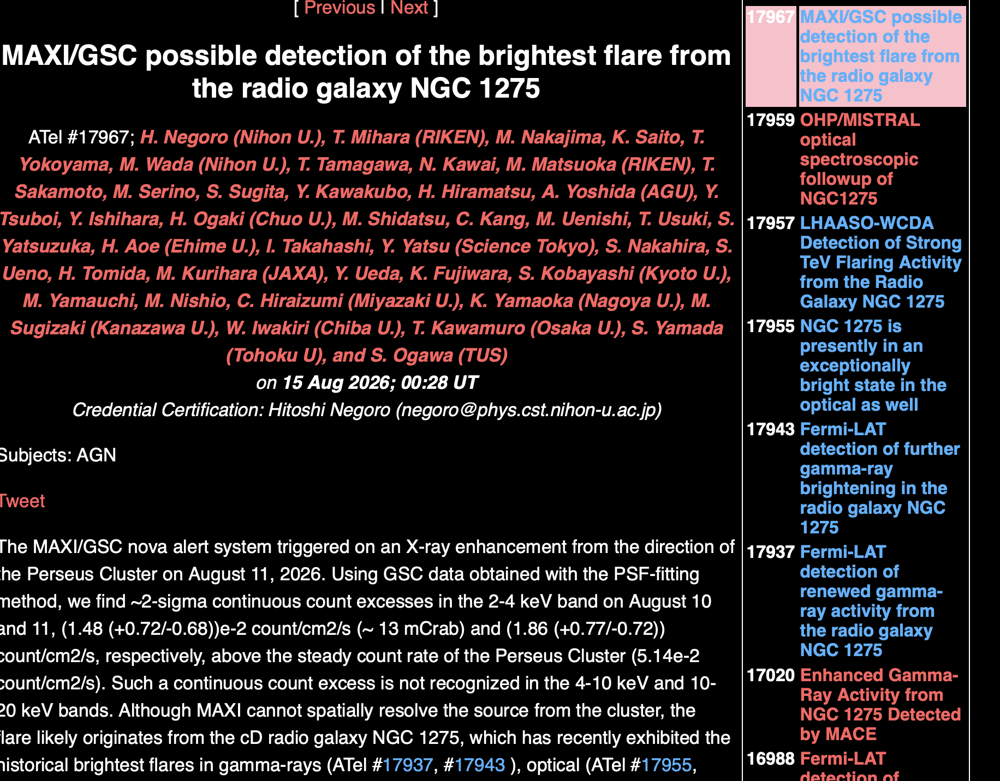 [ Previous | Next ]
MAXI/GSC possible detection of the brightest flare from
the radio galaxy NGC 1275
ATel #17967; H. Negoro (Nihon U.), T. Mihara (RIKEN), M. Nakajima, K. Saito, T.
Yokoyama, M. Wada (Nihon U.), T. Tamagawa, N. Kawai, M. Matsuoka (RIKEN), T.
Sakamoto, M. Serino, S. Sugita, Y. Kawakubo, H. Hiramatsu, A. Yoshida (AGU), Y.
Tsuboi, Y. Ishihara, H. Ogaki (Chuo U.), M. Shidatsu, C. Kang, M. Uenishi, T. Usuki, S.
Yatsuzuka, H. Aoe (Ehime U.), I. Takahashi, Y. Yatsu (Science Tokyo), S. Nakahira, S.
Ueno, H. Tomida, M. Kurihara (JAXA), Y. Ueda, K. Fujiwara, S. Kobayashi (Kyoto U.),
M. Yamauchi, M. Nishio, C. Hiraizumi (Miyazaki U.), K. Yamaoka (Nagoya U.), M.
Sugizaki (Kanazawa U.), W. Iwakiri (Chiba U.), T. Kawamuro (Osaka U.), S. Yamada
(Tohoku U), and S. Ogawa (TUS)
on 15 Aug 2026; 00:28 UT
Credential Certification: Hitoshi Negoro (negoro@phys.cst.nihon-u.ac.jp)
Subjects: AGN
Tweet
The MAXI/GSC nova alert system triggered on an X-ray enhancement from the direction of
the Perseus Cluster on August 11, 2026. Using GSC data obtained with the PSF-fitting
method, we find ~2-sigma continuous count excesses in the 2-4 keV band on August 10
and 11, (1.48 (+0.72/-0.68))e-2 count/cm2/s (~ 13 mCrab) and (1.86 (+0.77/-0.72))
count/cm2/s, respectively, above the steady count rate of the Perseus Cluster (5.14e-2
count/cm2/s). Such a continuous count excess is not recognized in the 4-10 keV and 10-
20 keV bands. Although MAXI cannot spatially resolve the source from the cluster, the
flare likely originates from the cD radio galaxy NGC 1275, which has recently exhibited the
historical brightest flares in gamma-rays (ATel #17937, #17943 ), optical (ATel #17955,
17967 MAXI/GSC possible
detection of the
brightest flare from
the radio galaxy
NGC 1275
17959 OHP/MISTRAL
optical
spectroscopic
followup of
NGC1275
17957 LHAASO-WCDA
Detection of Strong
TeV Flaring Activity
from the Radio
Galaxy NGC 1275
17955 NGC 1275 is
presently in an
exceptionally
bright state in the
optical as well
17943 Fermi-LAT
detection of further
gamma-ray
brightening in the
radio galaxy NGC
1275
17937 Fermi-LAT
detection of
renewed gamma-
ray activity from
the radio galaxy
NGC 1275
17020 Enhanced Gamma-
Ray Activity from
NGC 1275 Detected
by MACE
16988 Fermi-LAT
detection of